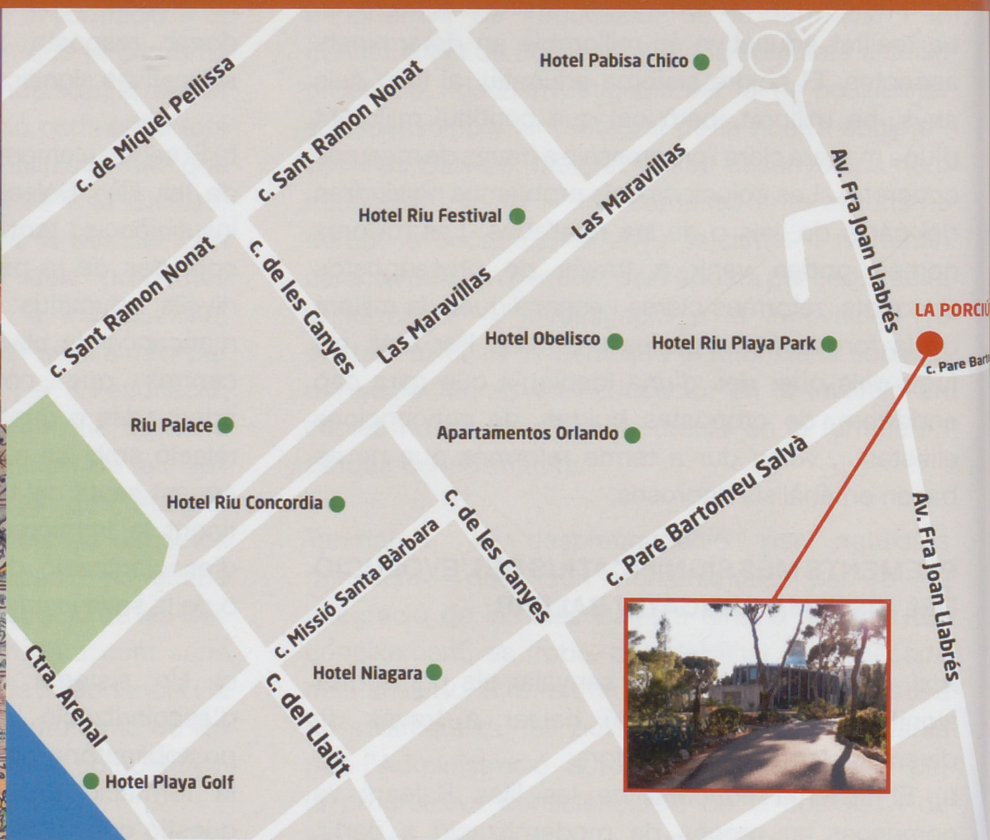 Hotel Pabisa Chico
c. de Miquel Pellissa
c. Sant Ramon Nonat
Las Maravillas
Av. Fra Joan Llabrés
Hotel Riu Festival
c. Sant Ramon Nonat
c. de les Canyes
Las Maravillas
LA PORCIÚ
Hotel Obelisco
Hotel Riu Playa Park
c. Pare Bart
Riu Palace
Apartamentos Orlando
c. Pare Bartomeu Salvà
Hotel Riu Concordia
c. de les Canyes
Av. Fra Joan Llabrés
c. Missió Santa Bàrbara
Hotel Niagara
Ctra. Arenal
c. del Llaüt
Hotel Playa Golf